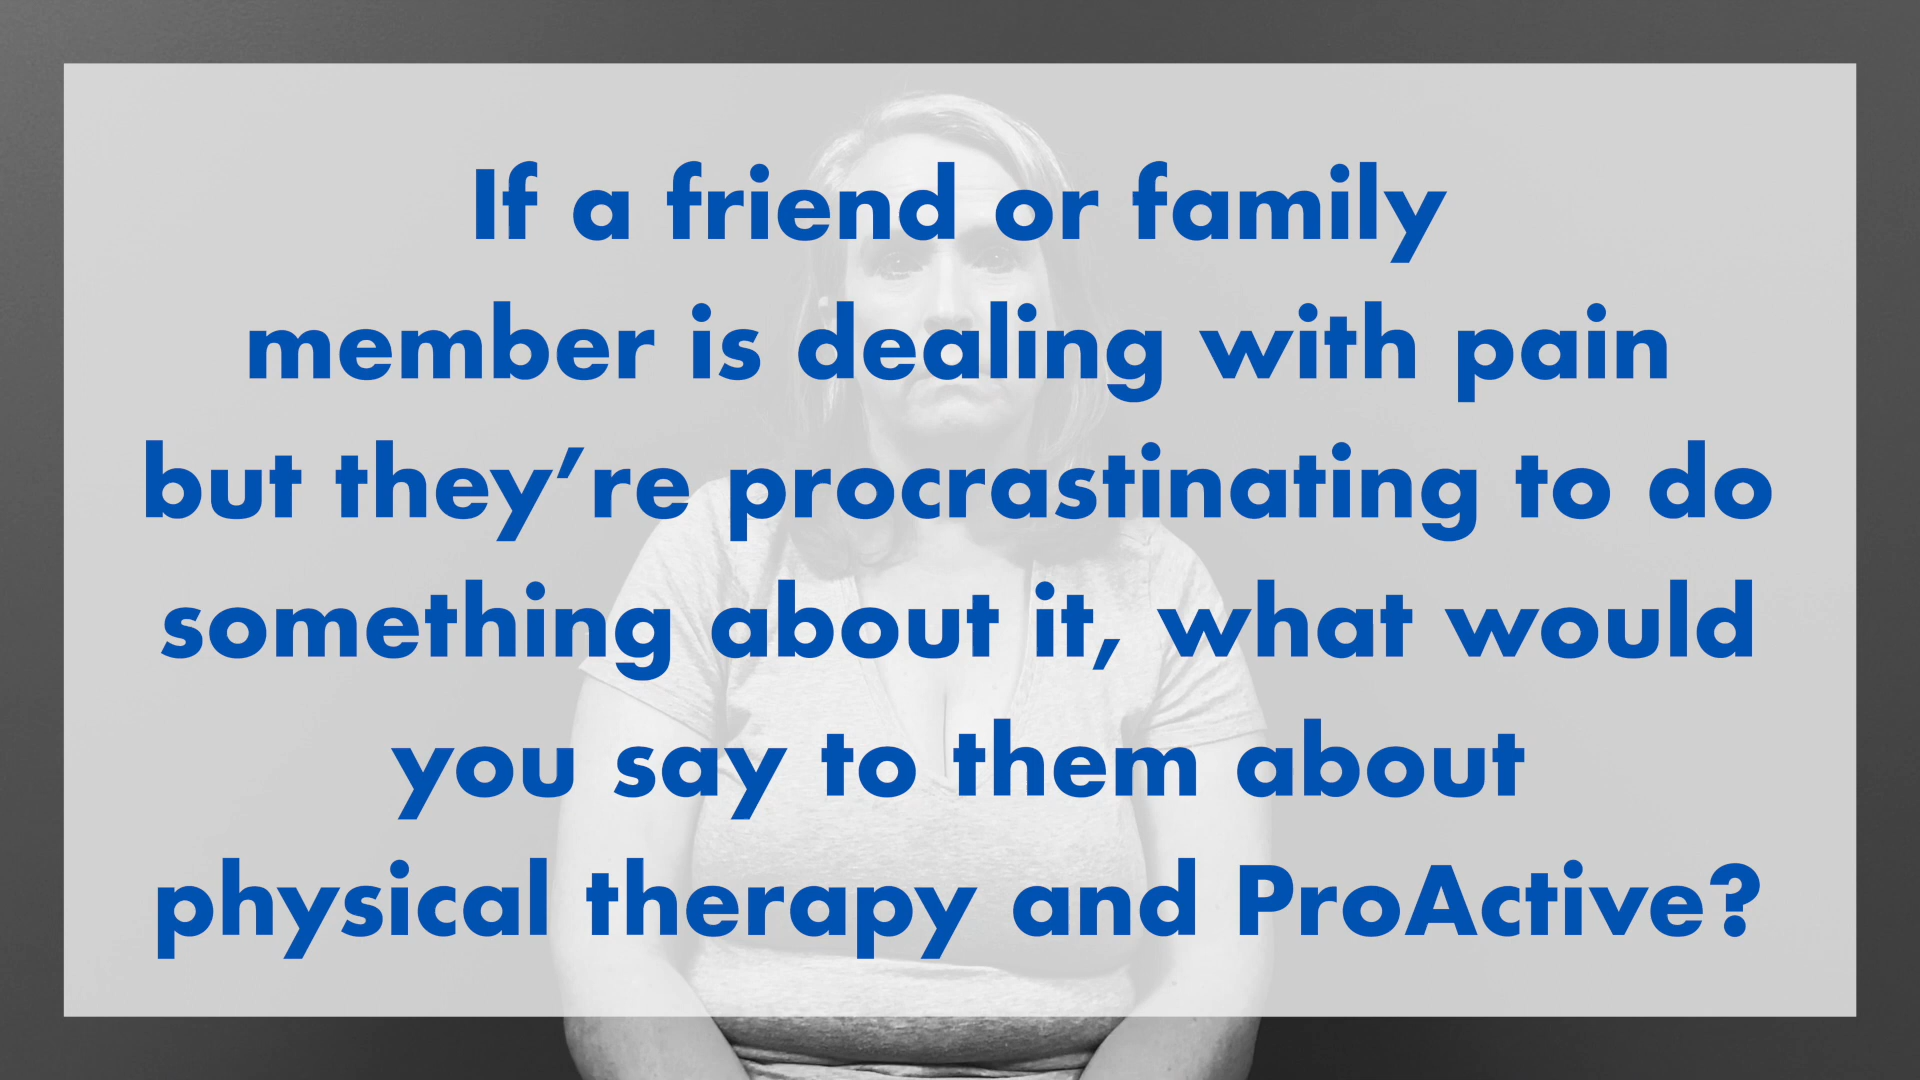 If a friend or family
member is dealing with pain
but they’re procrastinating to do
something about it, what would
you say to them about
physical therapy and ProActive?